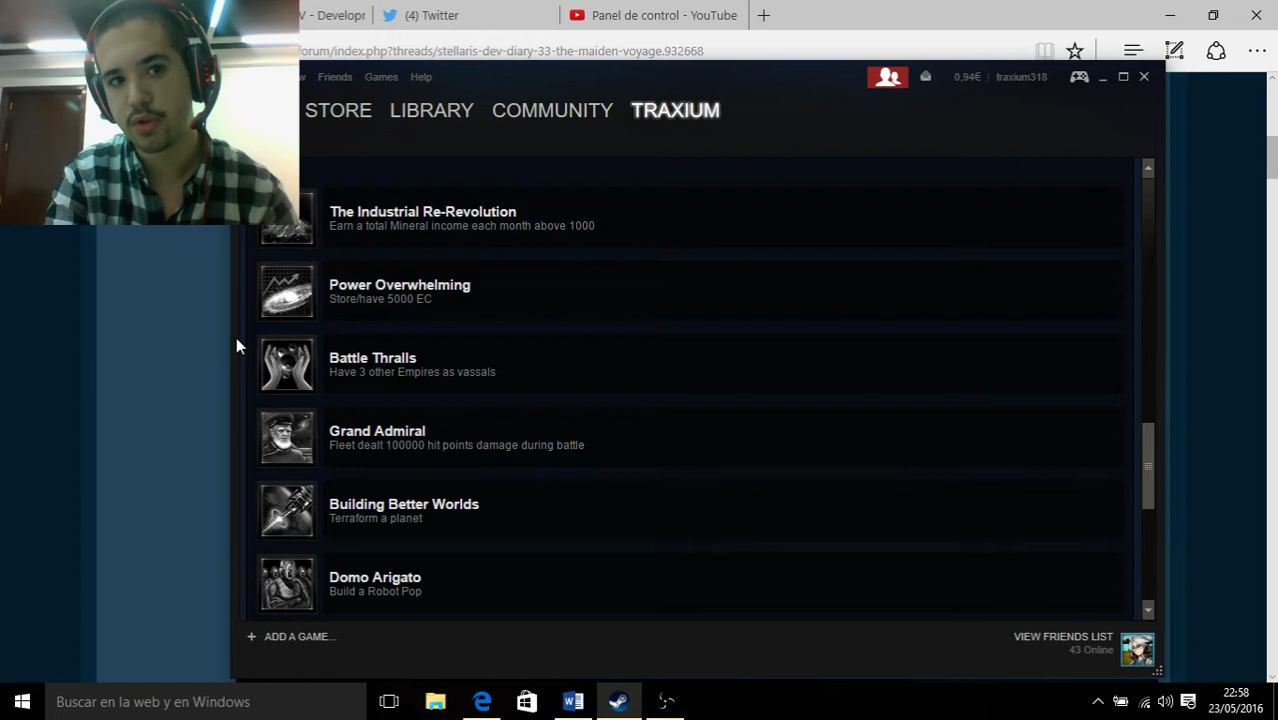 V - Developr
(4) Twitter
Panel de control - YouTube
forum/index.php?threads/stellaris-dev-diary-33-the-maiden-voyage.932668
Friends Games Help
0,94€ traxium318
STORE LIBRARY COMMUNITY TRAXIUM
The Industrial Re-Revolution
Earn a total Mineral income each month above 1000
Power Overwhelming
Store/have 5000 EC
Battle Thralls
Have 3 other Empires as vassals
Grand Admiral
Fleet dealt 100000 hit points damage during battle
Building Better Worlds
Terraform a planet
Domo Arigato
Build a Robot Pop
+ ADD A GAME...
VIEW FRIENDS LIST
43 Online
Buscar en la web y en Windows
22:58
23/05/2016